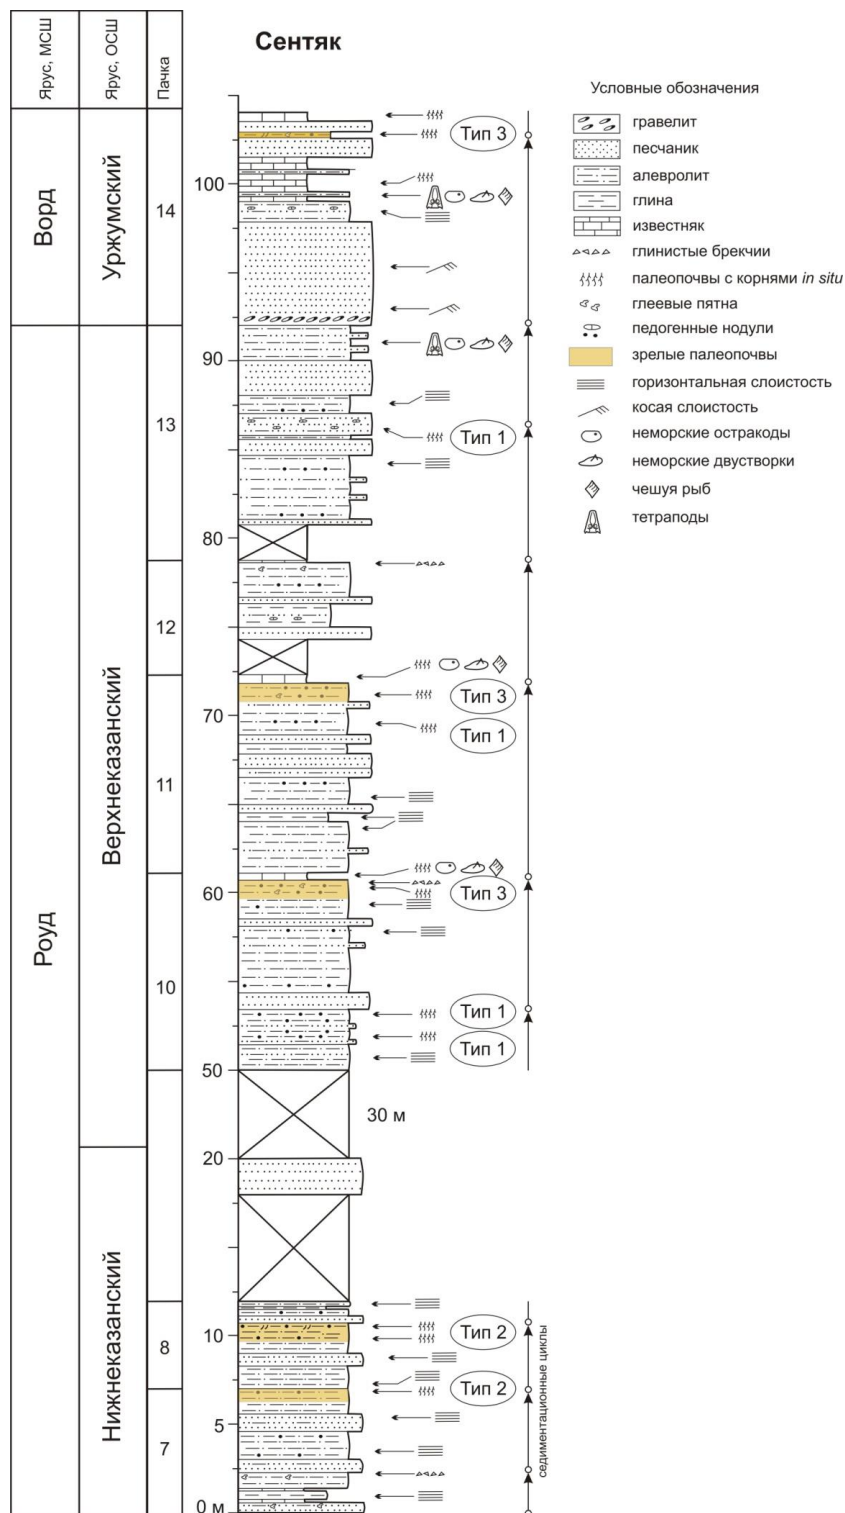 Сентяк
Ярус, МСШ
Ярус, ОСШ
Пачка
Условные обозначения
гравелит
песчаник
алевролит
глина
известняк
глинистые брекчии
палеопочвы с корнями in situ
глеевые пятна
педогенные нодули
зрелые палеопочвы
горизонтальная слоистость
косая слоистость
неморские остракоды
неморские двустворки
чешуя рыб
тетраподы
Ворд
Уржумский
14
100
Тип 3
90
13
Тип 1
80
12
Роуд
Верхнеказанский
70
Тип 3
Тип 1
11
60
Тип 3
10
Тип 1
Тип 1
50
30 м
20
Нижнеказанский
10
Тип 2
8
Тип 2
5
7
седиментационные циклы
0 м